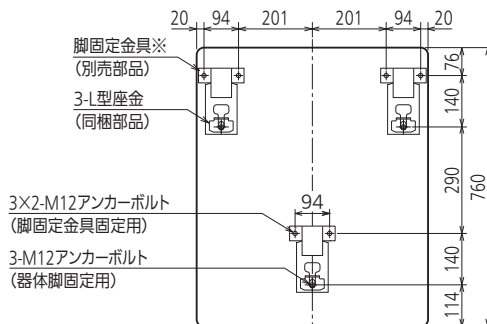 20 94 201 201 94 20
脚固定金具※
(別売部品)
3-L型座金
(同梱部品)
76
140
290
760
3×2-M12アンカーボルト
(脚固定金具固定用)
94
3-M12アンカーボルト
(器体脚固定用)
140
114